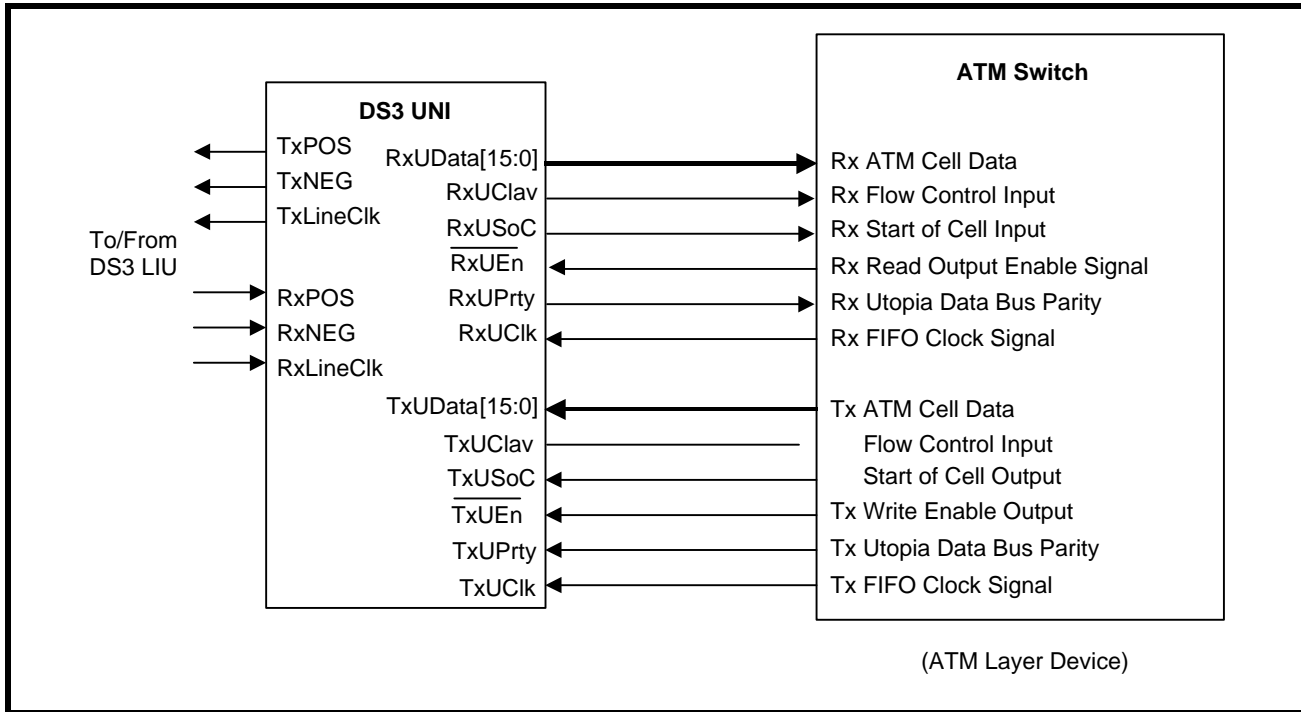 ATM Switch
DS3 UNI
TxPOS
TxNEG
TxLineClk
To/From
DS3 LIU
RxPOS
RxNEG
RxLineClk
RxUData[15:0]
RxUClav
RxUSoC
RxUEn
RxUPrty
RxUClk
TxUData[15:0]
TxUClav
TxUSoC
TxUEn
TxUPrty
TxUClk
Rx ATM Cell Data
Rx Flow Control Input
Rx Start of Cell Input
Rx Read Output Enable Signal
Rx Utopia Data Bus Parity
Rx FIFO Clock Signal
Tx ATM Cell Data
Flow Control Input
Start of Cell Output
Tx Write Enable Output
Tx Utopia Data Bus Parity
Tx FIFO Clock Signal
(ATM Layer Device)